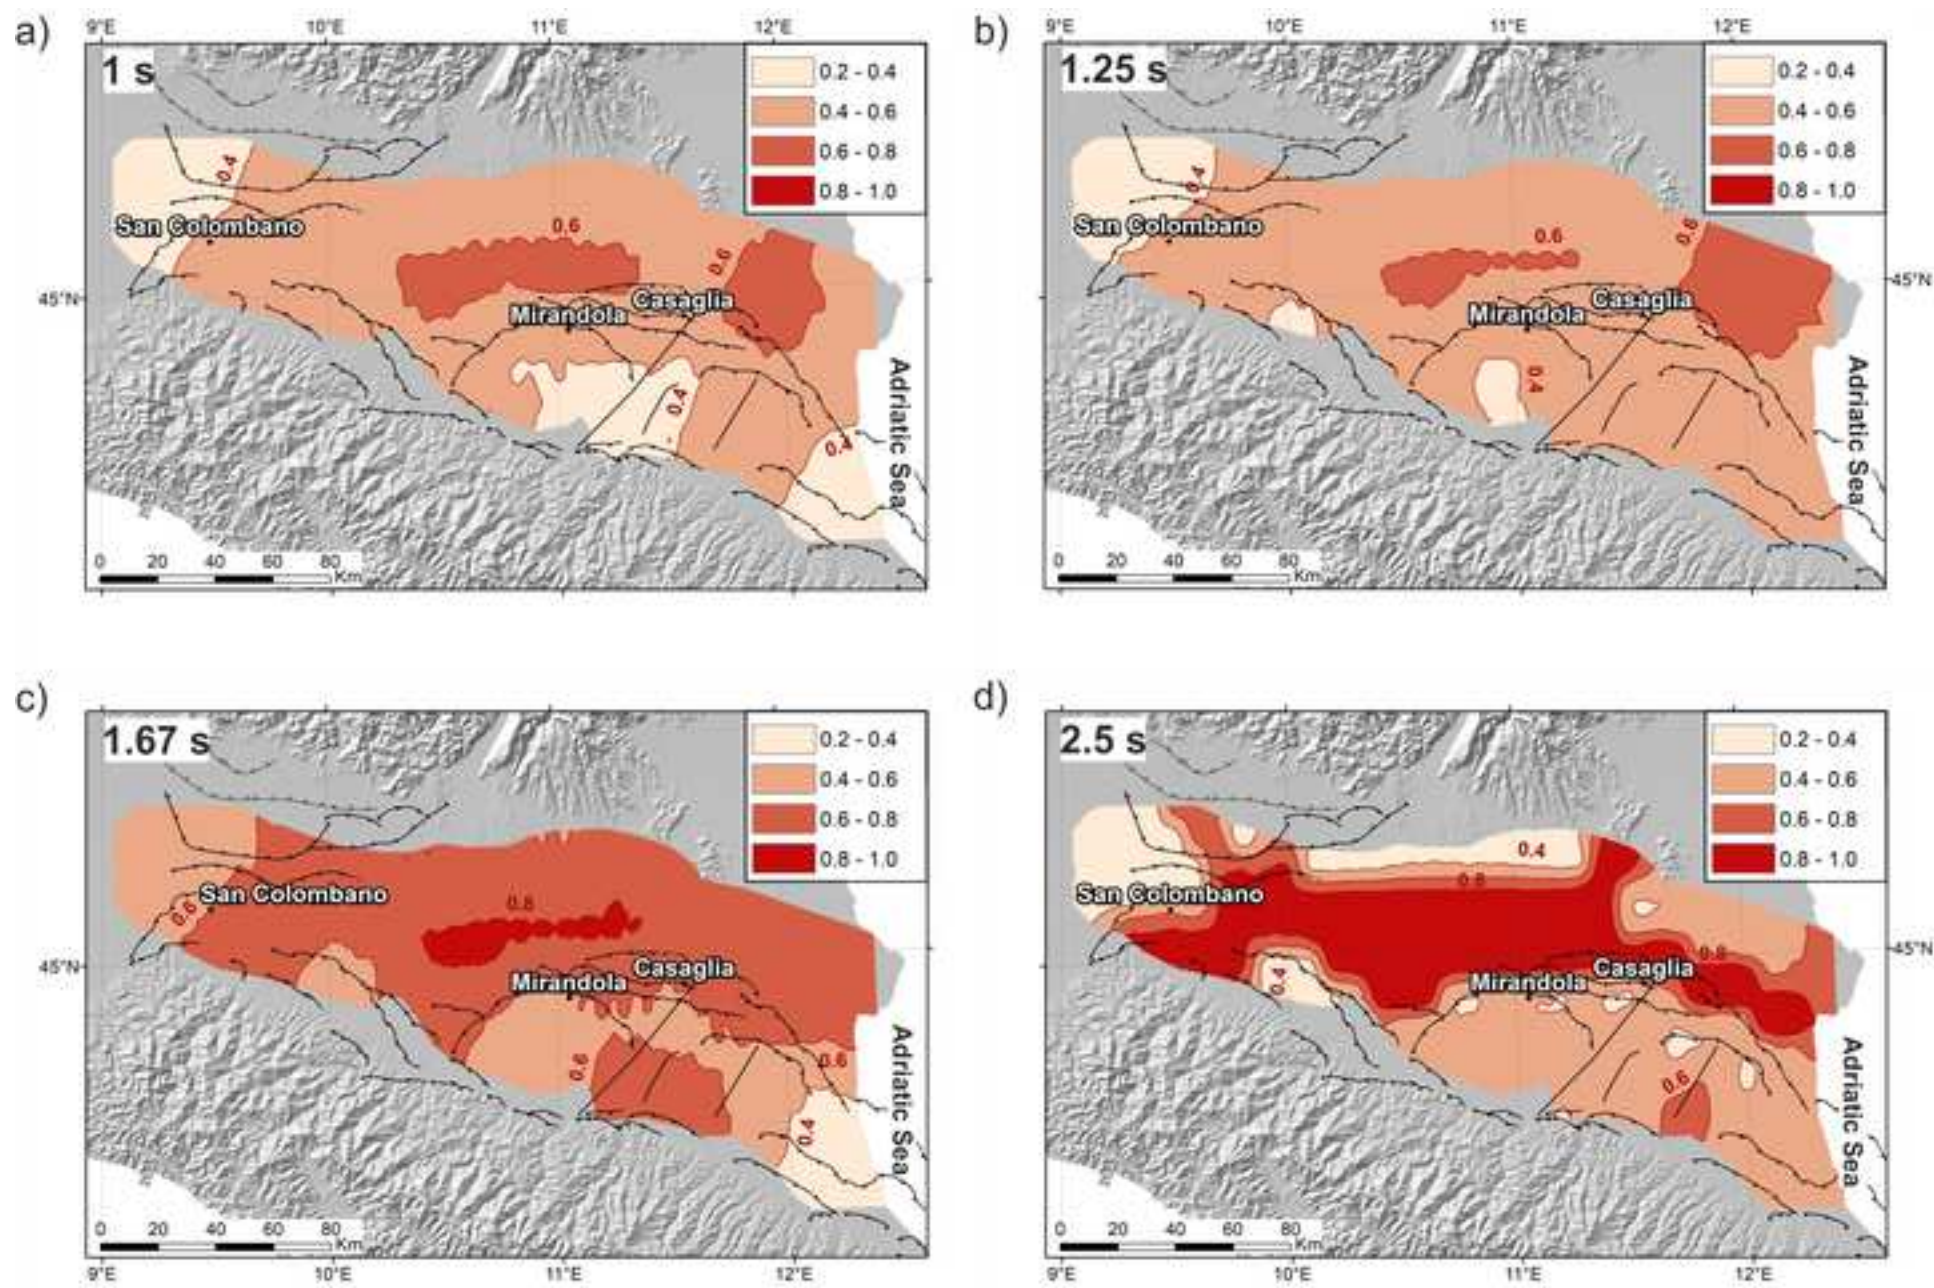 a)
9°E 10°E 11°E 12°E
1 s
0.2 - 0.4
0.4 - 0.6
0.6 - 0.8
0.8 - 1.0
0.4
San Colombano
0.6
0.6
Casaglia
Mirandola
45°N
0.4
0.4
Adriatic Sea
0 20 40 60 80 Km
b)
9°E 10°E 11°E 12°E
1.25 s
0.2 - 0.4
0.4 - 0.6
0.6 - 0.8
0.8 - 1.0
0.4
San Colombano
0.6
0.6
45°N
Casaglia
Mirandola
0.4
Adriatic Sea
0 20 40 60 80 Km
c)
1.67 s
0.2 - 0.4
0.4 - 0.6
0.6 - 0.8
0.8 - 1.0
San Colombano
0.6
0.8
45°N
Casaglia
Mirandola
0.6
0.6
0.4
Adriatic Sea
0 20 40 60 80 Km
9°E 10°E 11°E 12°E
d)
2.5 s
0.2 - 0.4
0.4 - 0.6
0.6 - 0.8
0.8 - 1.0
0.4
0.8
San Colombano
0.8
45°N
Casaglia
0.4
Mirandola
0.6
Adriatic Sea
0 20 40 60 80 Km
9°E 10°E 11°E 12°E